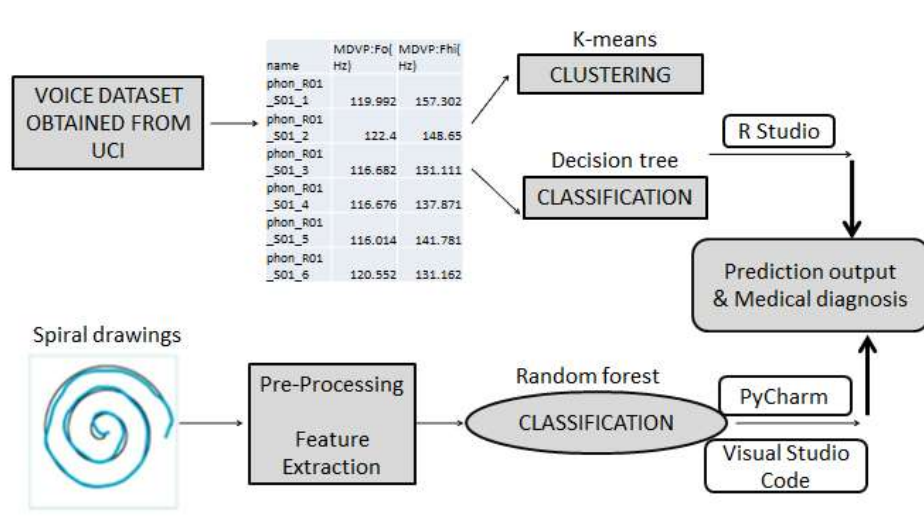 VOICE DATASET
OBTAINED FROM
UCI
MDVP:Fo( MDVP:Fhi(
name Hz) Hz)
phon_R01
_S01_1 119.992 157.302
phon_R01
_S01_2 122.4 148.65
phon_R01
_S01_3 116.682 131.111
phon_R01
_S01_4 116.676 137.871
phon_R01
_S01_5 116.014 141.781
phon_R01
_S01_6 120.552 131.162
K-means
CLUSTERING
Decision tree
CLASSIFICATION
R Studio
Prediction output
& Medical diagnosis
Spiral drawings
Pre-Processing
Feature
Extraction
Random forest
CLASSIFICATION
PyCharm
Visual Studio
Code